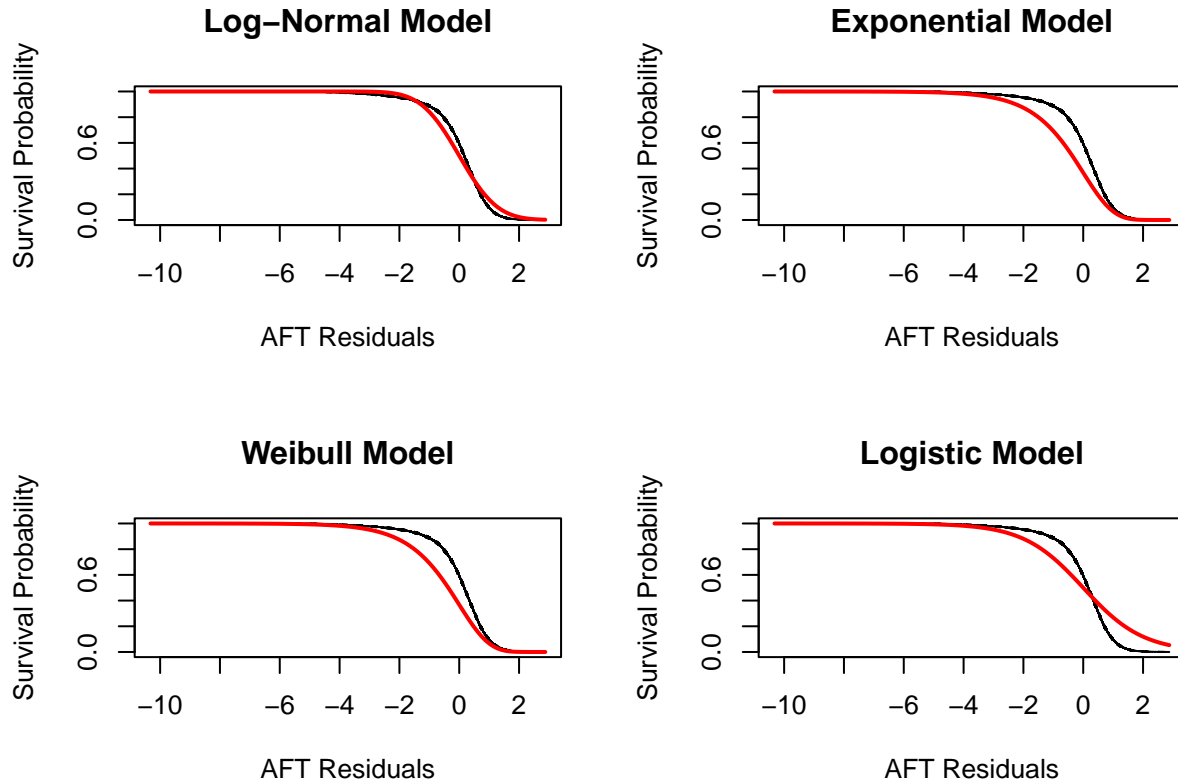 Log−Normal Model
Survival Probability
0.0 0.6
−10 −6 −4 −2 0 2
AFT Residuals
Exponential Model
Survival Probability
0.0 0.6
−10 −6 −4 −2 0 2
AFT Residuals
Weibull Model
Survival Probability
0.0 0.6
−10 −6 −4 −2 0 2
AFT Residuals
Logistic Model
Survival Probability
0.0 0.6
−10 −6 −4 −2 0 2
AFT Residuals